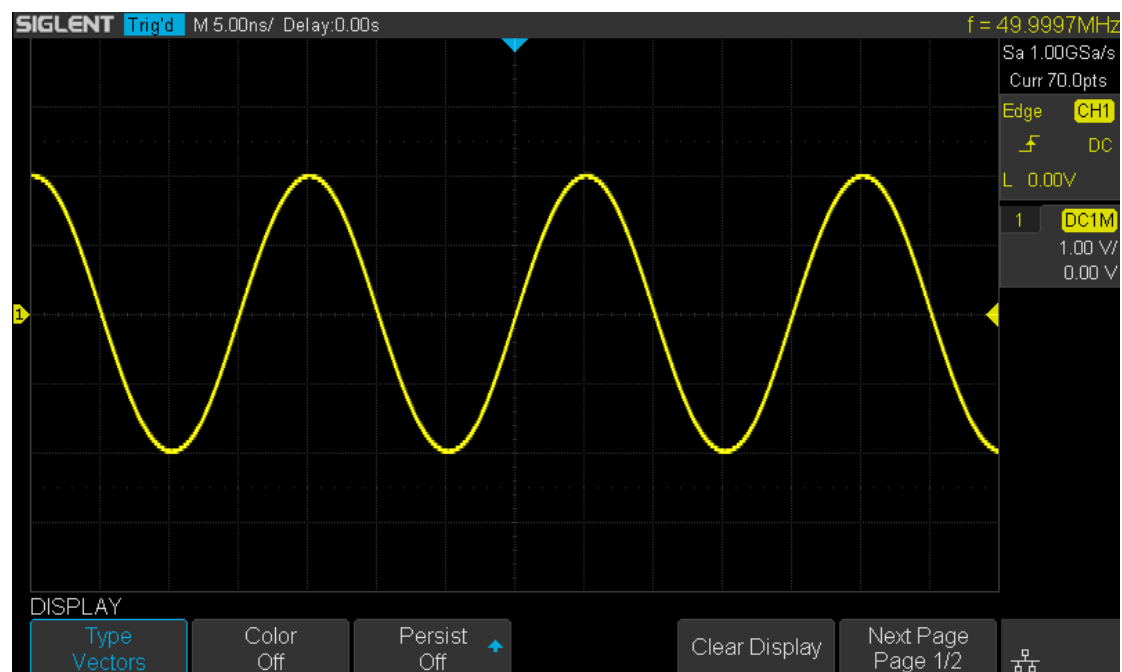 SIGLENT Trig'd M 5.00ns/ Delay:0.00s f = 49.9997MHz
Sa 1.00GSa/s
Curr 70.0pts
Edge CH1
DC
L 0.00V
1 DC1M
1.00 V/
0.00 V
1
DISPLAY
Type
Vectors
Color
Off
Persist
Off
Clear Display
Next Page
Page 1/2